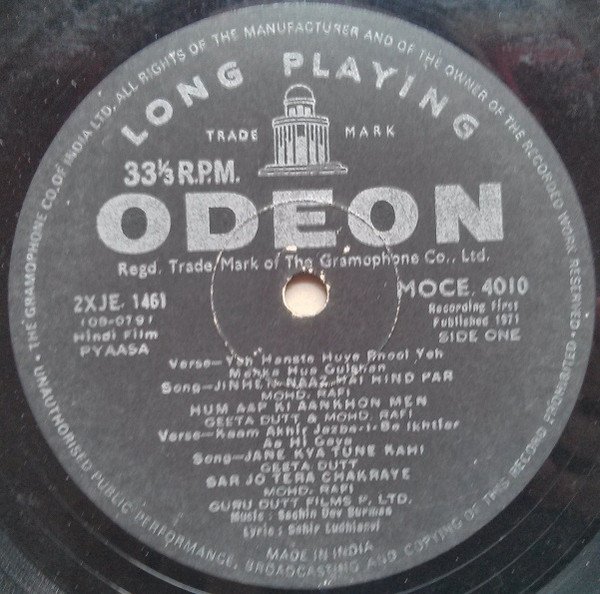 THE GRAMOPHONE CO. OF INDIA LTD. ALL RIGHTS OF THE MANUFACTURER AND OF THE OWNER OF THE RECORDED WORK RESERVED
LONG PLAYING
TRADE MARK
33⅓ R.P.M.
ODEON
Regd. Trade Mark of The Gramophone Co., Ltd.
2XJE. 1461
MOCE. 4010
Recording First
Published 1971
SIDE ONE
Hindi Film
PYAASA
Verse—Yeh Hanste Huye Phool Yeh
Mehka Hua Gulshan
Song—JINHEN NAAZ HAI HIND PAR
MOHD. RAFI
HUM AAP KI AANKHON MEN
GEETA DUTT & MOHD. RAFI
Verse—Kaam Akhir Jazba-i-Be Ikhtiar
Aa Hi Gaya
Song—JANE KYA TUNE KAHI
GEETA DUTT
SAR JO TERA CHAKRAYE
MOHD. RAFI
GURU DUTT FILMS P. LTD.
Music : Sachin Dev Burman
Lyric : Sahir Ludhianvi
MADE IN INDIA
UNAUTHORISED PUBLIC PERFORMANCE, BROADCASTING AND COPYING OF THIS RECORD PROHIBITED